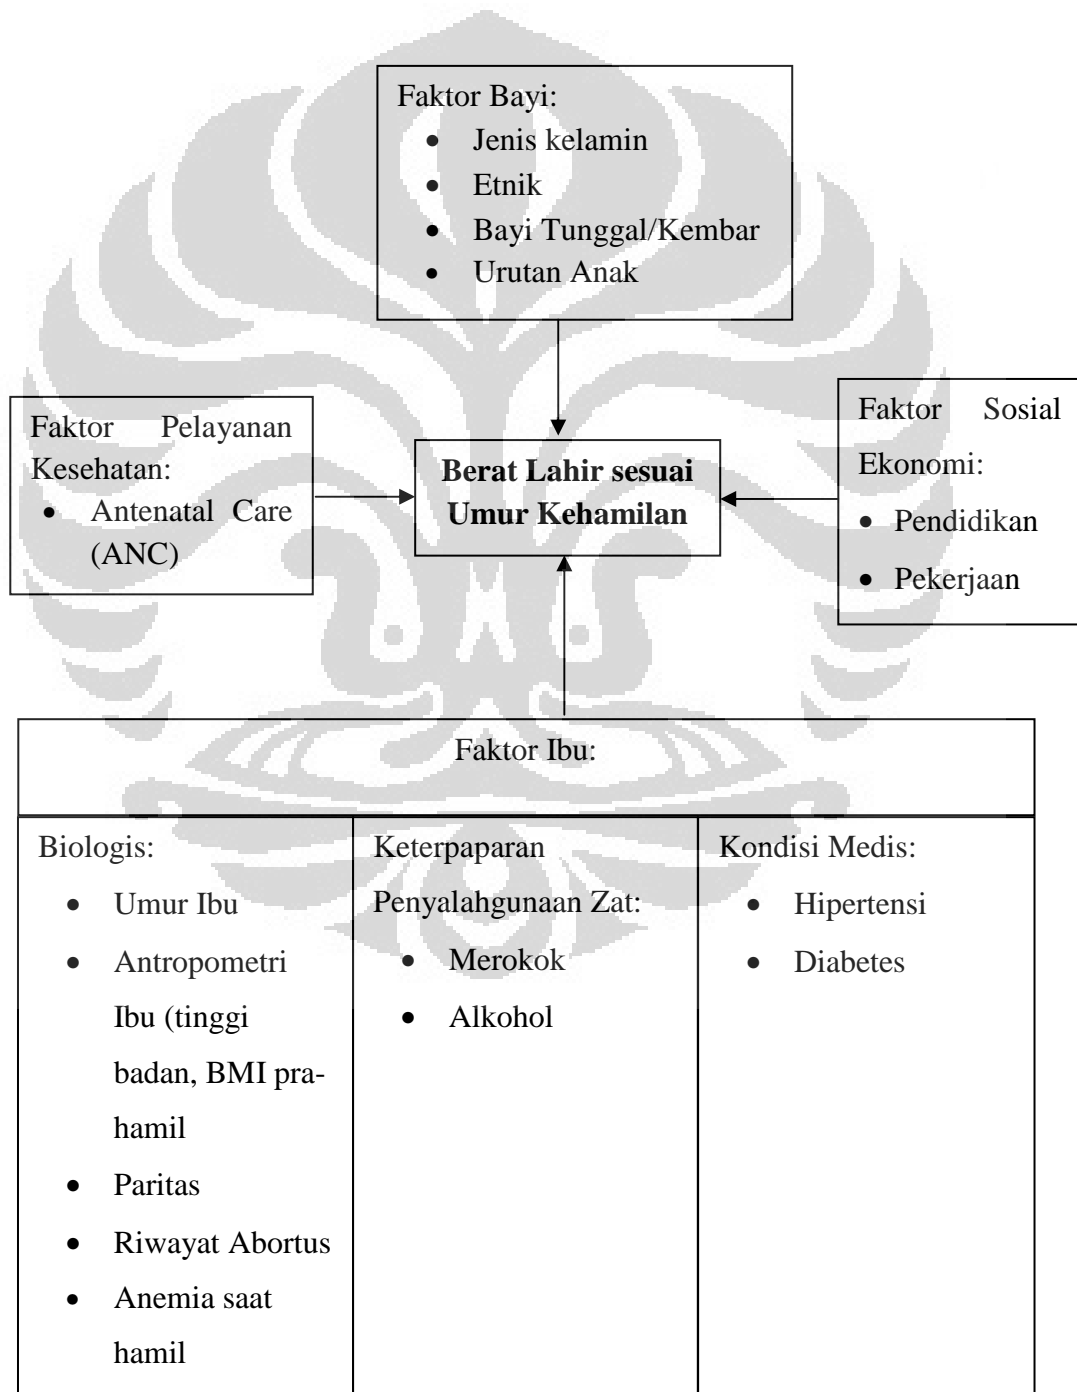 Faktor Bayi:
• Jenis kelamin
• Etnik
• Bayi Tunggal/Kembar
• Urutan Anak
Faktor Pelayanan
Kesehatan:
• Antenatal Care
(ANC)
Berat Lahir sesuai
Umur Kehamilan
Faktor Sosial
Ekonomi:
• Pendidikan
• Pekerjaan
Faktor Ibu:
Biologis:
• Umur Ibu
• Antropometri
Ibu (tinggi
badan, BMI pra-
hamil
• Paritas
• Riwayat Abortus
• Anemia saat
hamil
Keterpaparan
Penyalahgunaan Zat:
• Merokok
• Alkohol
Kondisi Medis:
• Hipertensi
• Diabetes